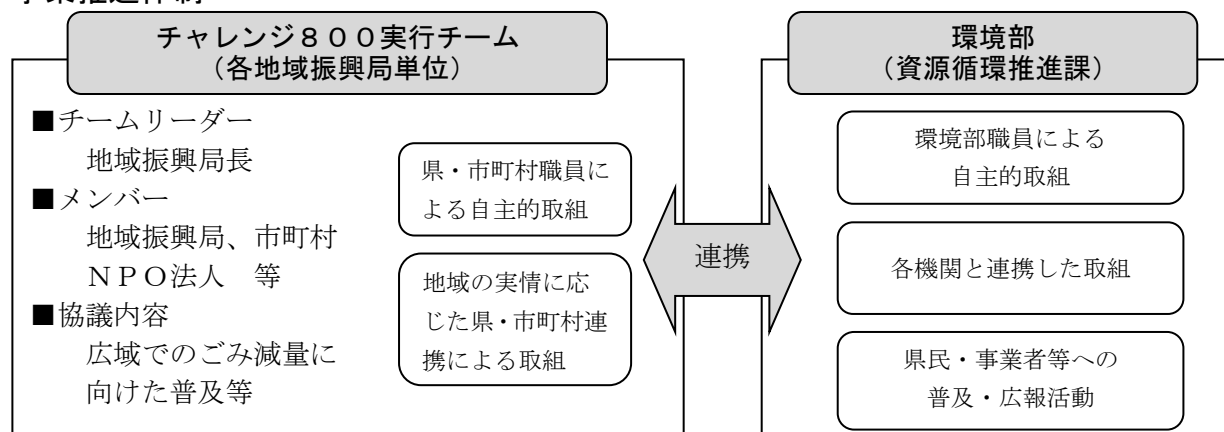 チャレンジ８００実行チーム
（各地域振興局単位）
■チームリーダー
地域振興局長
■メンバー
地域振興局、市町村
ＮＰＯ法人　等
■協議内容
広域でのごみ減量に
向けた普及等
県・市町村職員に
よる自主的取組
地域の実情に応
じた県・市町村連
携による取組
連携
環境部
（資源循環推進課）
環境部職員による
自主的取組
各機関と連携した取組
県民・事業者等への
普及・広報活動